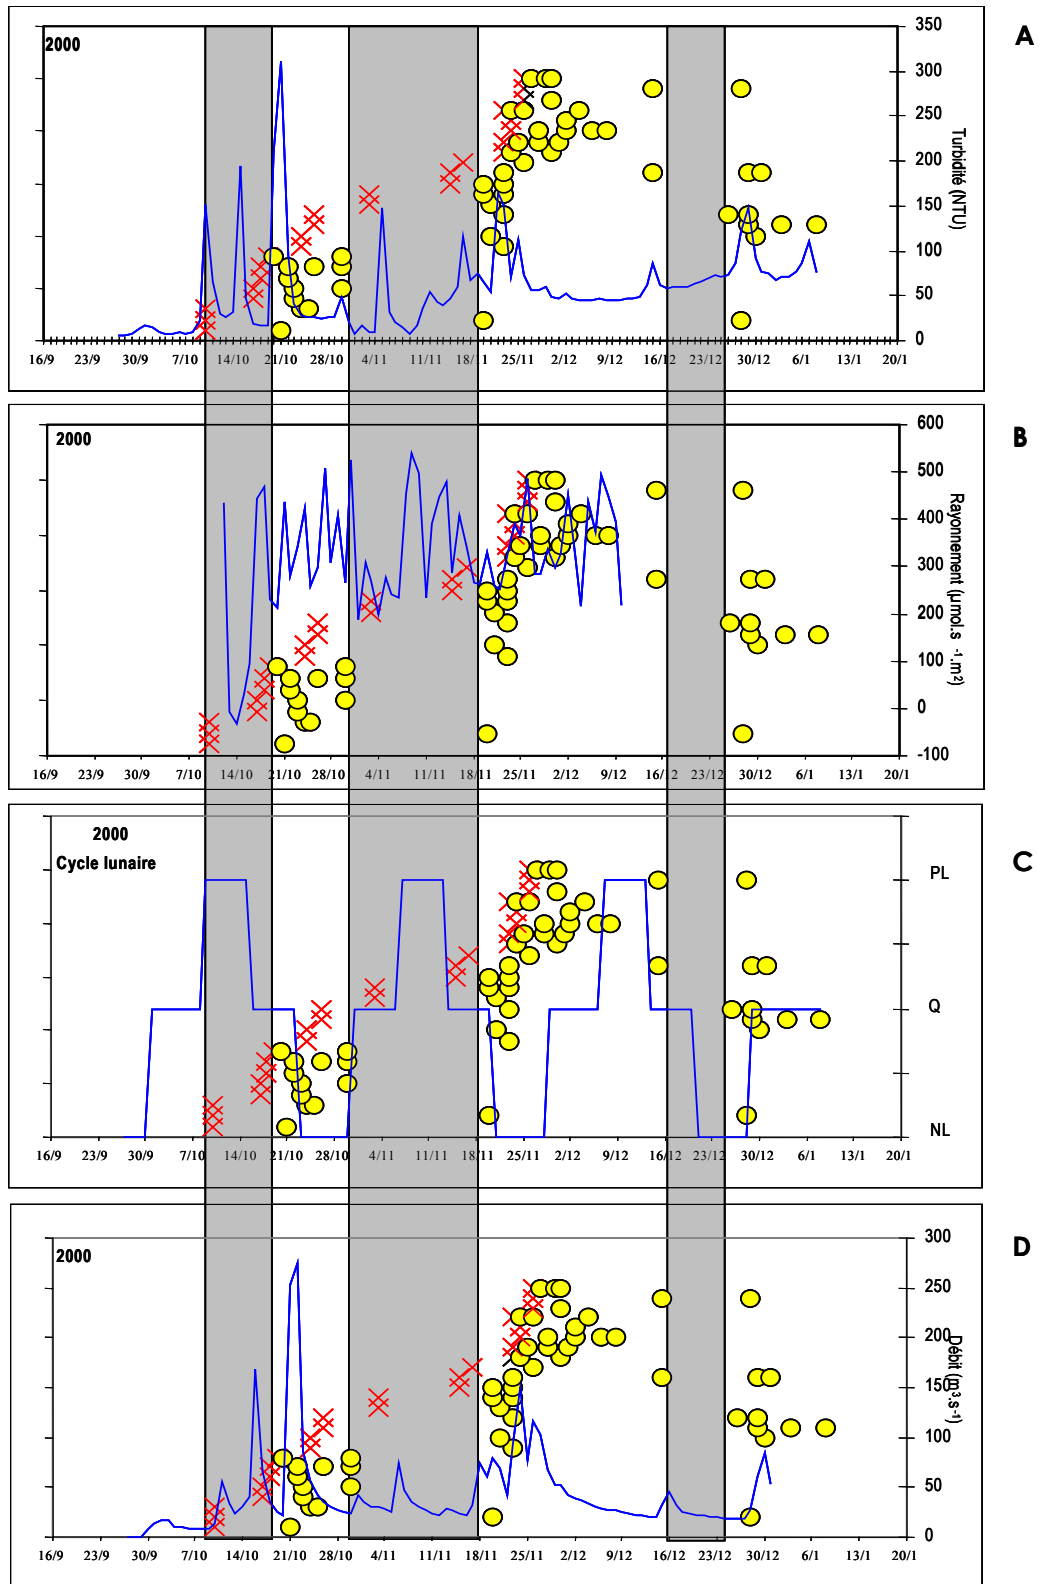 A
2000
350
300
250
200
150
100
50
0
Turbidité (NTU)
16/9 23/9 30/9 7/10 14/10 21/10 28/10 4/11 11/11 18/11 25/11 2/12 9/12 16/12 23/12 30/12 6/1 13/1 20/1
B
2000
600
500
400
300
200
100
0
-100
Rayonnement (µmol.s -1.m²)
16/9 23/9 30/9 7/10 14/10 21/10 28/10 4/11 11/11 18/11 25/11 2/12 9/12 16/12 23/12 30/12 6/1 13/1 20/1
C
2000
Cycle lunaire
PL
Q
NL
16/9 23/9 30/9 7/10 14/10 21/10 28/10 4/11 11/11 18/11 25/11 2/12 9/12 16/12 23/12 30/12 6/1 13/1 20/1
D
2000
300
250
200
150
100
50
0
Débit (m³.s-1)
16/9 23/9 30/9 7/10 14/10 21/10 28/10 4/11 11/11 18/11 25/11 2/12 9/12 16/12 23/12 30/12 6/1 13/1 20/1